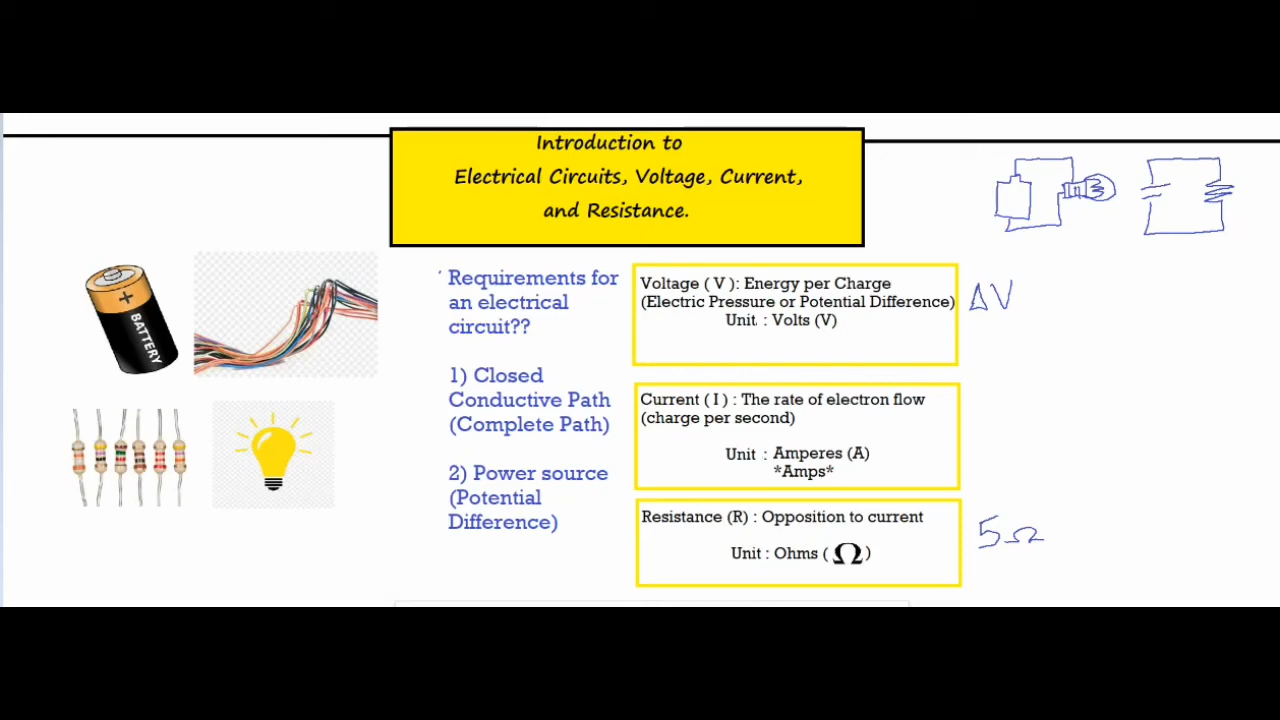 Introduction to
Electrical Circuits, Voltage, Current,
and Resistance.
BATTERY
+
Requirements for
an electrical
circuit??
1) Closed
Conductive Path
(Complete Path)
2) Power source
(Potential
Difference)
Voltage ( V ): Energy per Charge
(Electric Pressure or Potential Difference)
Unit : Volts (V)
ΔV
Current ( I ) : The rate of electron flow
(charge per second)
Unit : Amperes (A)
*Amps*
Resistance (R) : Opposition to current
Unit : Ohms ( Ω )
5Ω